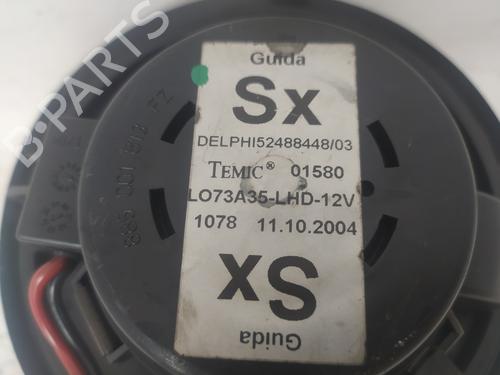 Guida
Sx
DELPHI52488448/03
TEMIC® 01580
LO73A35-LHD-12V
1078 11.10.2004
Sx
Guida
B-PARTS